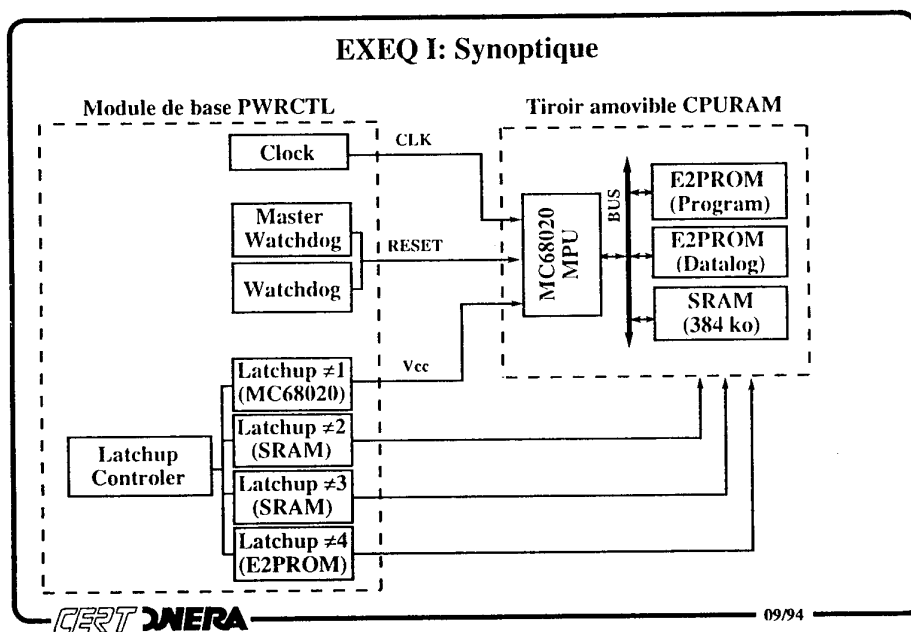 EXEQ I: Synoptique
Module de base PWRCTL
Tiroir amovible CPURAM
Clock
CLK
Master
Watchdog
Watchdog
RESET
MC68020
MPU
BUS
E2PROM
(Program)
E2PROM
(Datalog)
SRAM
(384 ko)
Latchup
Controler
Latchup ≠1
(MC68020)
Vcc
Latchup ≠2
(SRAM)
Latchup ≠3
(SRAM)
Latchup ≠4
(E2PROM)
CERT ONERA
09/94